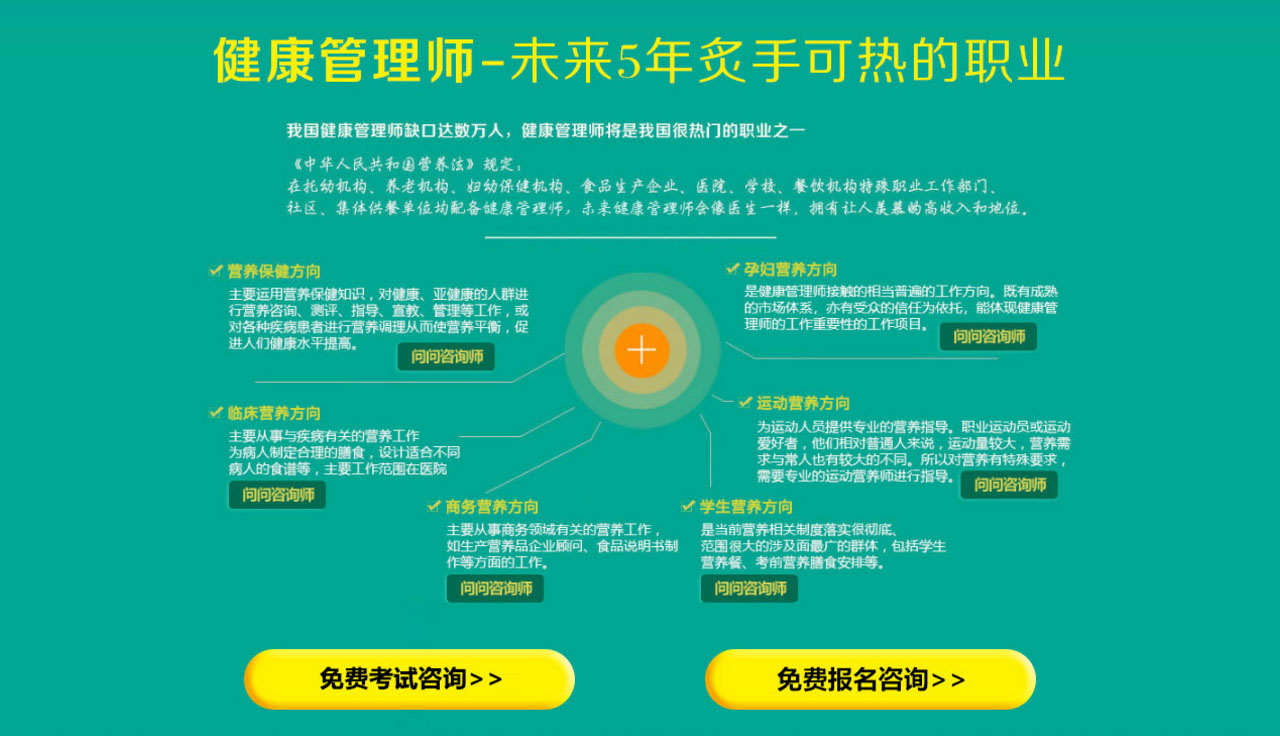 健康管理师-未来5年炙手可热的职业
我国健康管理师缺口达数万人，健康管理师将是我国很热门的职业之一
《中华人民共和国营养法》规定：
在托幼机构、养老机构、妇幼保健机构、食品生产企业、医院、学校、餐饮机构特殊职业工作部门、
社区、集体供餐单位均配备健康管理师，未来健康管理师会像医生一样，拥有让人羡慕的高收入和地位。
营养保健方向
主要运用营养保健知识，对健康、亚健康的人群进
行营养咨询、测评、指导、宣教、管理等工作，或
对各种疾病患者进行营养调理从而使营养平衡，促
进人们健康水平提高。
问问咨询师
孕妇营养方向
是健康管理师接触的相当普遍的工作方向。既有成熟
的市场体系，亦有受众的信任为依托，能体现健康管
理师的工作重要性的工作项目。
问问咨询师
临床营养方向
主要从事与疾病有关的营养工作
为病人制定合理的膳食，设计适合不同
病人的食谱等，主要工作范围在医院
问问咨询师
运动营养方向
为运动人员提供专业的营养指导。职业运动员或运动
爱好者，他们相对普通人来说，运动量较大，营养需
求与常人也有较大的不同。所以对营养有特殊要求，
需要专业的运动营养师进行指导。
问问咨询师
商务营养方向
主要从事商务领域有关的营养工作，
如生产营养品企业顾问、食品说明书制
作等方面的工作。
问问咨询师
学生营养方向
是当前营养相关制度落实很彻底、
范围很大的涉及面最广的群体，包括学生
营养餐、考前营养膳食安排等。
问问咨询师
免费考试咨询>>
免费报名咨询>>